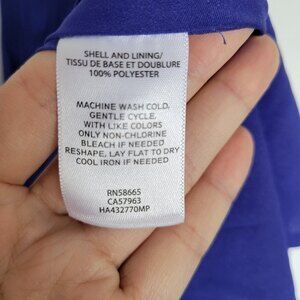 SHELL AND LINING/
TISSU DE BASE ET DOUBLURE
100% POLYESTER
MACHINE WASH COLD,
GENTLE CYCLE,
WITH LIKE COLORS
ONLY NON-CHLORINE
BLEACH IF NEEDED
RESHAPE, LAY FLAT TO DRY
COOL IRON IF NEEDED
RN58665
CA57963
HA432770MP